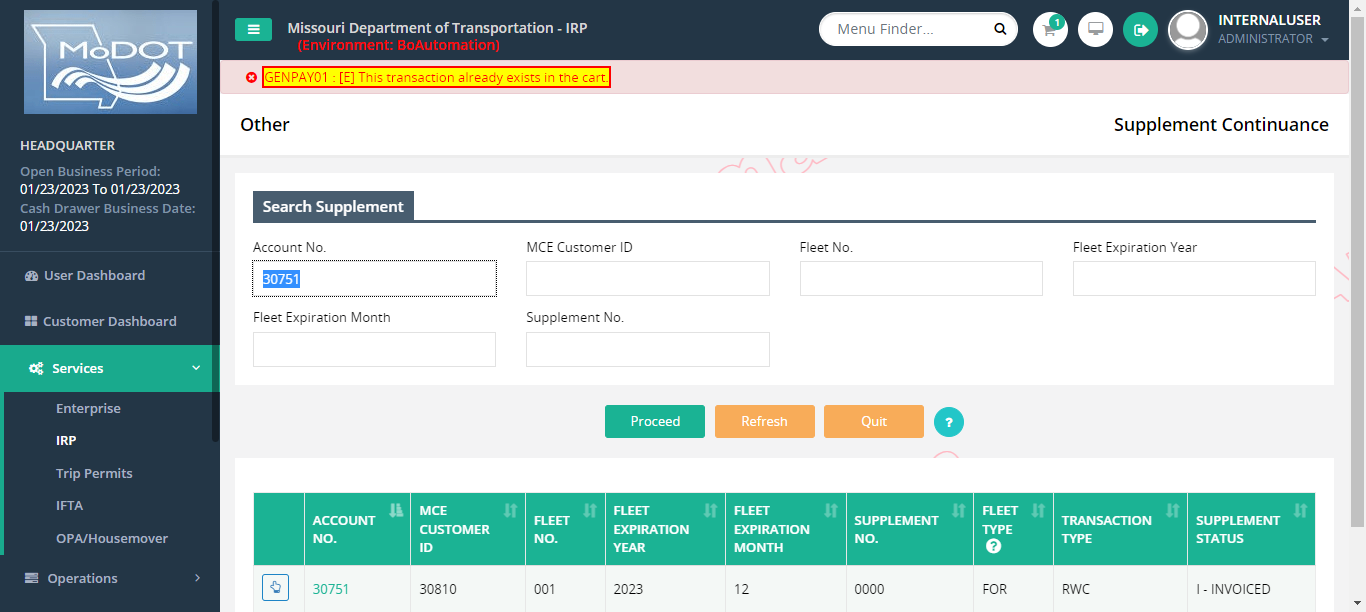 MoDOT
Missouri Department of Transportation - IRP
(Environment: BoAutomation)
Menu Finder...
1
INTERNALUSER
ADMINISTRATOR
GENPAY01 : [E] This transaction already exists in the cart.
Other
Supplement Continuance
HEADQUARTER
Open Business Period:
01/23/2023 To 01/23/2023
Cash Drawer Business Date:
01/23/2023
User Dashboard
Customer Dashboard
Services
Enterprise
IRP
Trip Permits
IFTA
OPA/Housemover
Operations
Search Supplement
Account No.
MCE Customer ID
Fleet No.
Fleet Expiration Year
30751
Fleet Expiration Month
Supplement No.
Proceed
Refresh
Quit
?
ACCOUNT
NO.
MCE
CUSTOMER
ID
FLEET
NO.
FLEET
EXPIRATION
YEAR
FLEET
EXPIRATION
MONTH
SUPPLEMENT
NO.
FLEET
TYPE
?
TRANSACTION
TYPE
SUPPLEMENT
STATUS
30751 30810 001 2023 12 0000 FOR RWC I - INVOICED